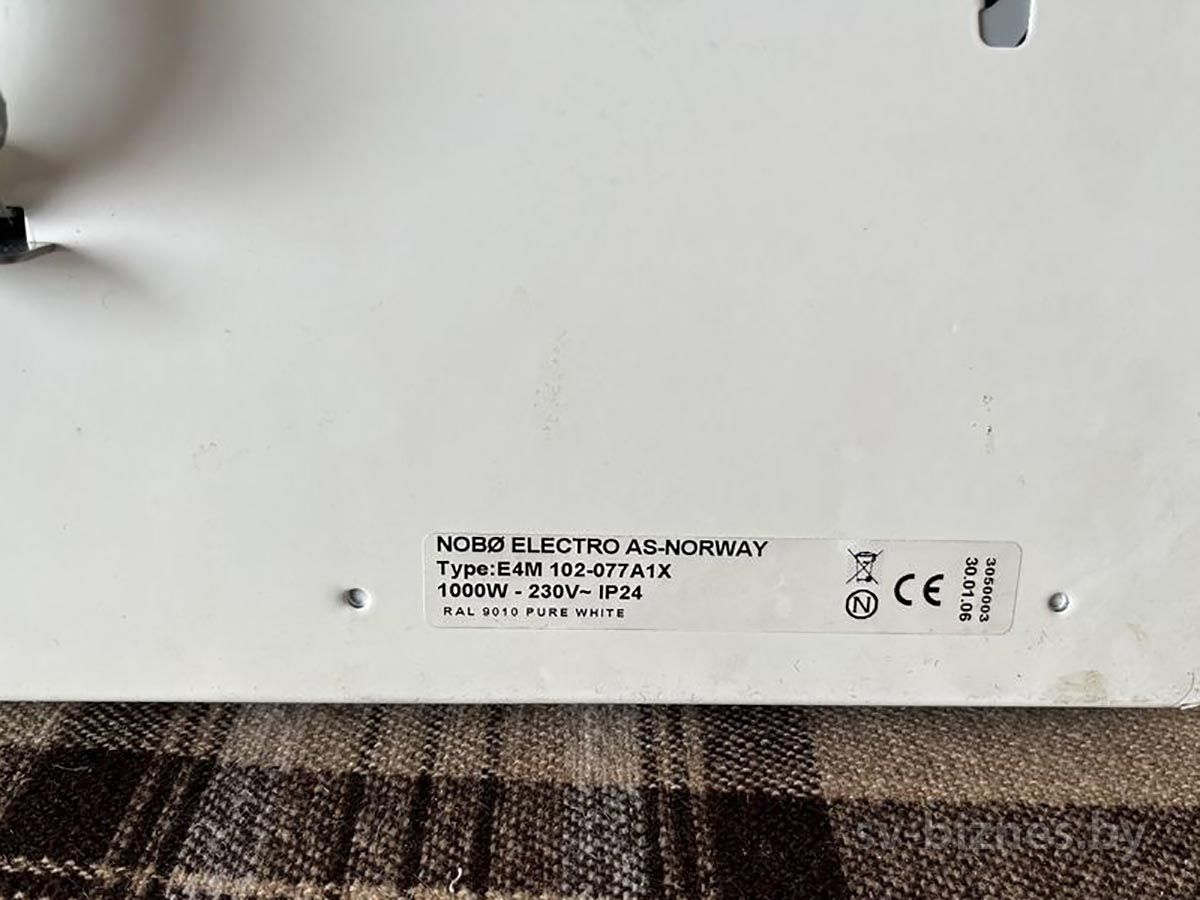 NOBØ ELECTRO AS-NORWAY
Type:E4M 102-077A1X
1000W - 230V~ IP24
RAL 9010 PURE WHITE
N
CE
3050003
30.01.06
sv-biznes.by